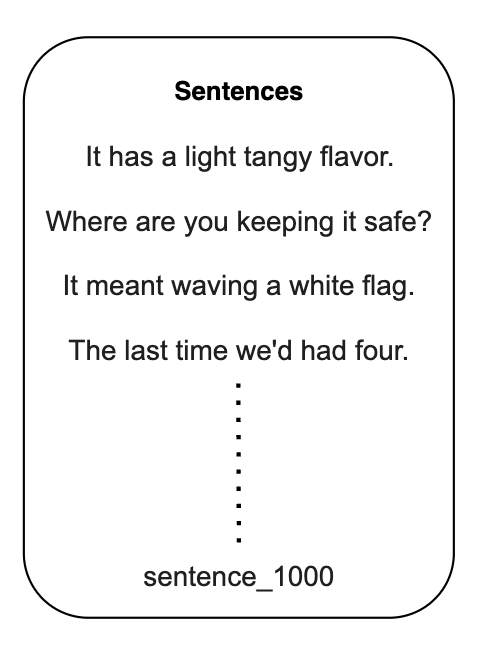 Sentences
It has a light tangy flavor.
Where are you keeping it safe?
It meant waving a white flag.
The last time we'd had four.
sentence_1000